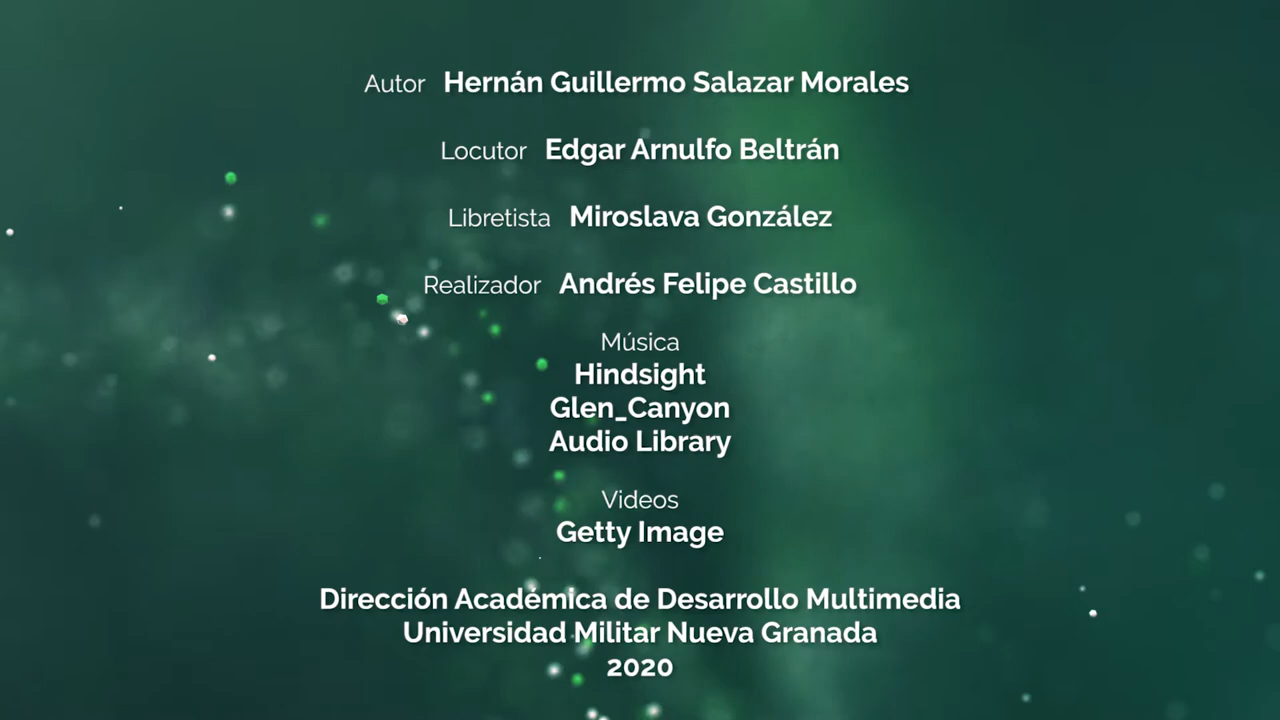 Autor Hernán Guillermo Salazar Morales
Locutor Edgar Arnulfo Beltrán
Libretista Miroslava González
Realizador Andrés Felipe Castillo
Música
Hindsight
Glen_Canyon
Audio Library
Videos
Getty Image
Dirección Académica de Desarrollo Multimedia
Universidad Militar Nueva Granada
2020